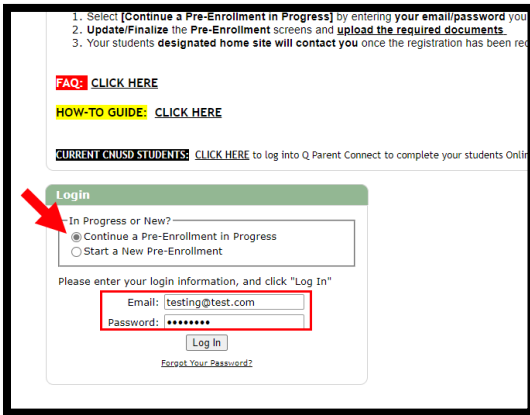 1. Select [Continue a Pre-Enrollment in Progress] by entering your email/password you
2. Update/Finalize the Pre-Enrollment screens and upload the required documents
3. Your students designated home site will contact you once the registration has been
FAQ: CLICK HERE
HOW-TO GUIDE: CLICK HERE
CURRENT CNUSD STUDENTS: CLICK HERE to log into Q Parent Connect to complete your students
Login
In Progress or New?
Continue a Pre-Enrollment in Progress
Start a New Pre-Enrollment
Please enter your login information, and click "Log In"
Email: testing@test.com
Password: ••••••••
Log In
Forgot Your Password?